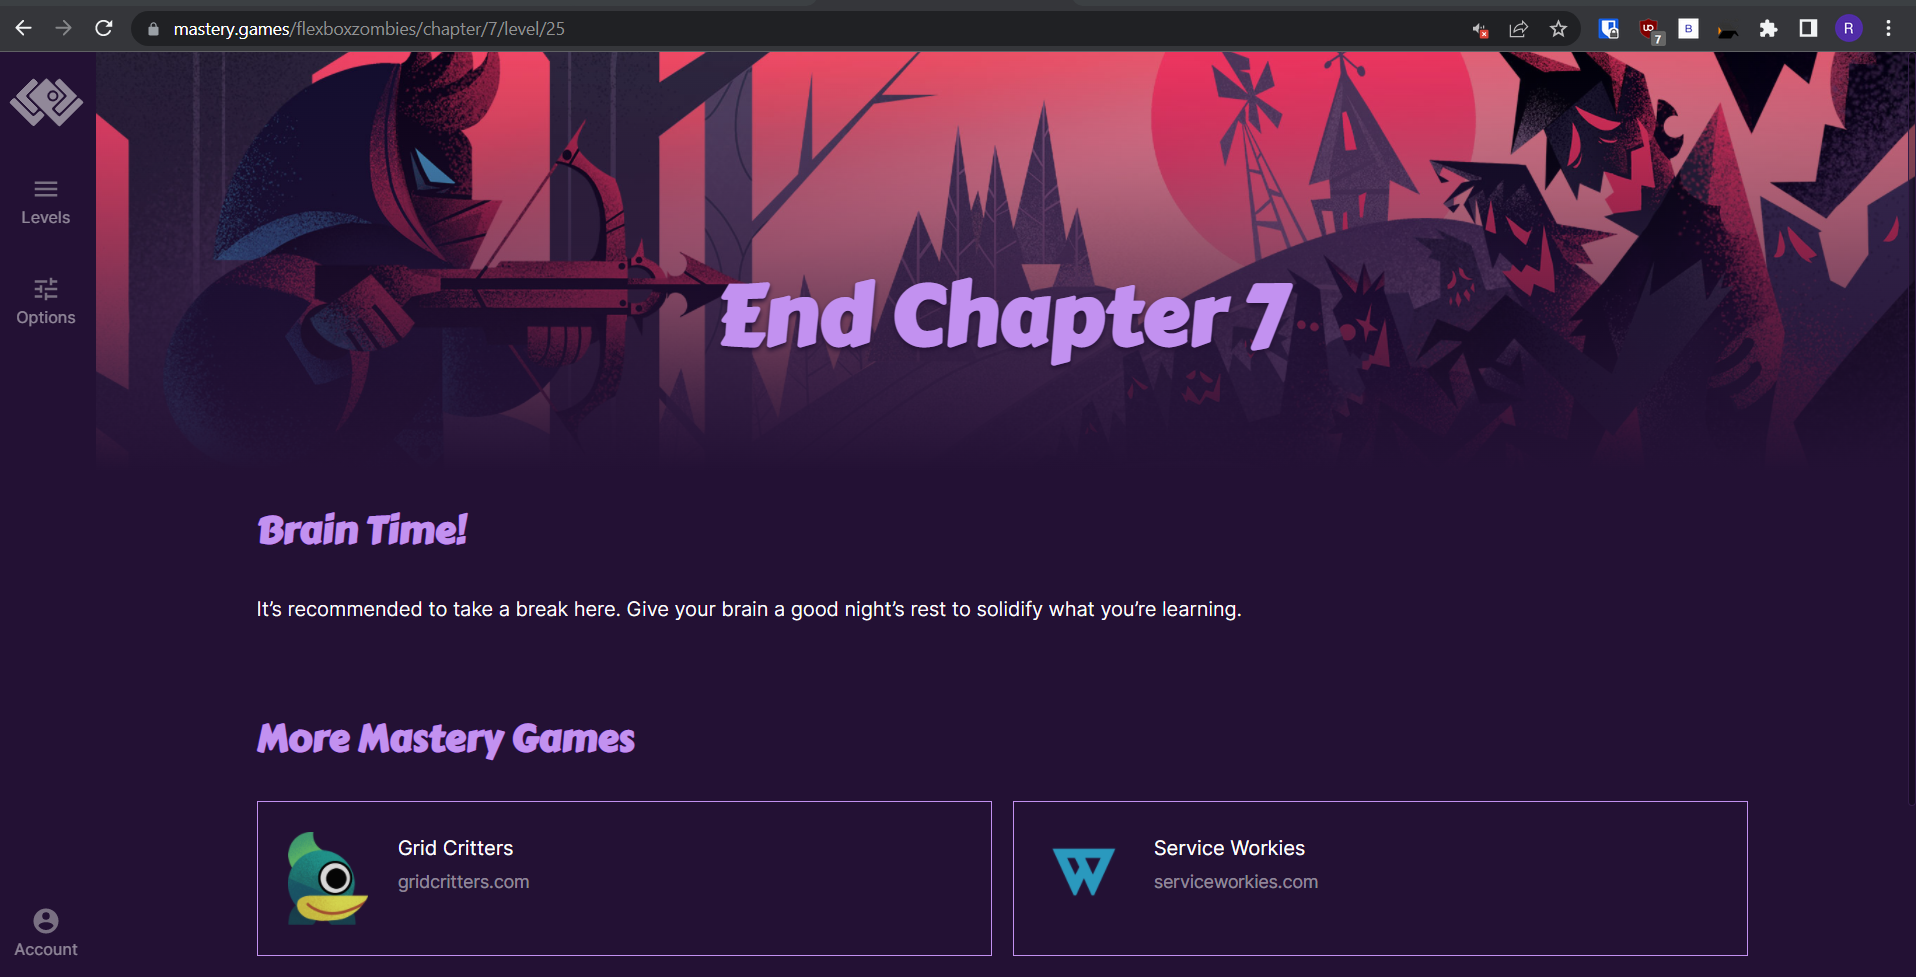 mastery.games/flexboxzombies/chapter/7/level/25
7
B
R
Levels
Options
End Chapter 7
Brain Time!
It's recommended to take a break here. Give your brain a good night's rest to solidify what you're learning.
More Mastery Games
Grid Critters
gridcritters.com
W
Service Workies
serviceworkies.com
Account